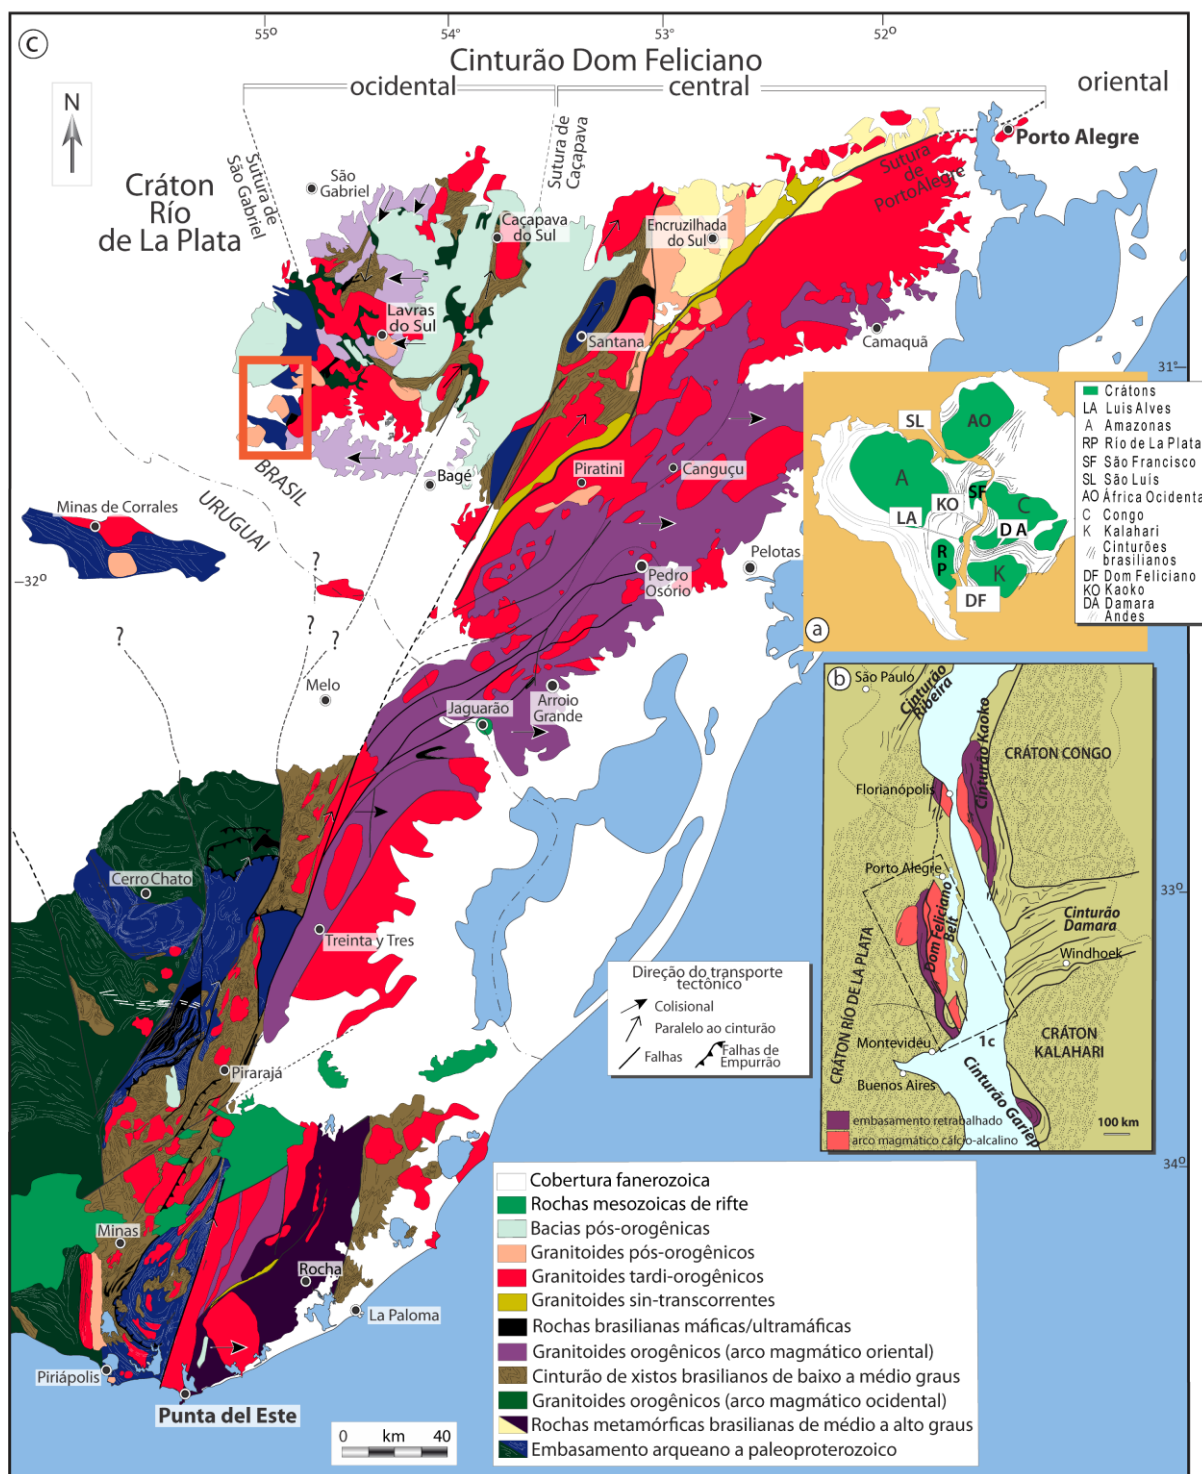 c
55º
54º
53º
52º
Cinturão Dom Feliciano
ocidental
central
oriental
N
Sutura de
São Gabriel
Sutura de
Caçapava
Porto Alegre
Sutura
de
PortoAlegre
Cráton
Río
de La Plata
São
Gabriel
Caçapava
do Sul
Encruzilhada
do Sul
Lavras
do Sul
Santana
Camaquã
31º
BRASIL
URUGUAI
Bagé
Piratini
Canguçu
Minas de Corrales
32º
Pelotas
Pedro
Osório
?
?
?
Melo
Jaguarão
Arroio
Grande
Cerro Chato
Treinta y Tres
33º
Pirarajá
34º
Minas
Rocha
La Paloma
Piriápolis
Punta del Este
0 km 40
SL
AO
A
KO
SF
C
LA
D A
R
P
K
DF
a
Crátons
LA Luis Alves
A Amazonas
RP Río de La Plata
SF São Francisco
SL São Luís
AO África Ocidental
C Congo
K Kalahari
Cinturões
brasilianos
DF Dom Feliciano
KO Kaoko
DA Damara
Andes
b
São Paulo
Cinturão
Ribeira
Cinturão Kaoko
CRÁTON CONGO
Florianópolis
Porto Alegre
Dom Feliciano
Belt
Cinturão
Damara
Windhoek
CRÁTON RÍO DE LA PLATA
Montevidéu
1c
CRÁTON
KALAHARI
Buenos Aires
Cinturão Gariep
embasamento retrabalhado
arco magmático cálcio-alcalino
100 km
Direção do transporte
tectônico
Colisional
Paralelo ao cinturão
Falhas
Falhas de
Empurrão
Cobertura fanerozoica
Rochas mesozoicas de rifte
Bacias pós-orogênicas
Granitoides pós-orogênicos
Granitoides tardi-orogênicos
Granitoides sin-transcorrentes
Rochas brasilianas máficas/ultramáficas
Granitoides orogênicos (arco magmático oriental)
Cinturão de xistos brasilianos de baixo a médio graus
Granitoides orogênicos (arco magmático ocidental)
Rochas metamórficas brasilianas de médio a alto graus
Embasamento arqueano a paleoproterozoico